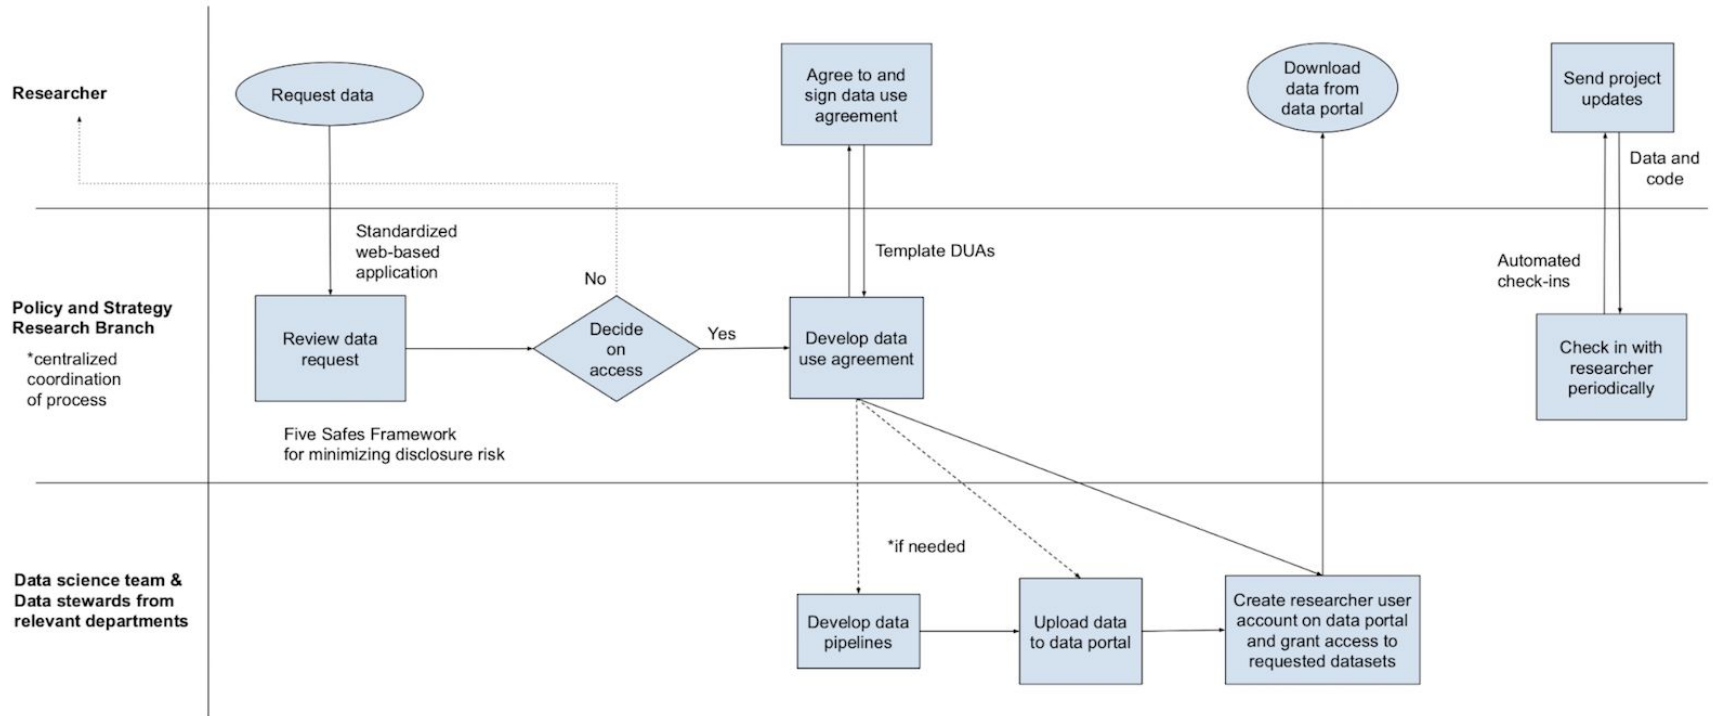 Researcher
Request data
Agree to and
sign data use
agreement
Download
data from
data portal
Send project
updates
Data and
code
Policy and Strategy
Research Branch
*centralized
coordination
of process
Standardized
web-based
application
Review data
request
Five Safes Framework
for minimizing disclosure risk
No
Decide
on
access
Yes
Template DUAs
Develop data
use agreement
Automated
check-ins
Check in with
researcher
periodically
Data science team &
Data stewards from
relevant departments
*if needed
Develop data
pipelines
Upload data
to data portal
Create researcher user
account on data portal
and grant access to
requested datasets